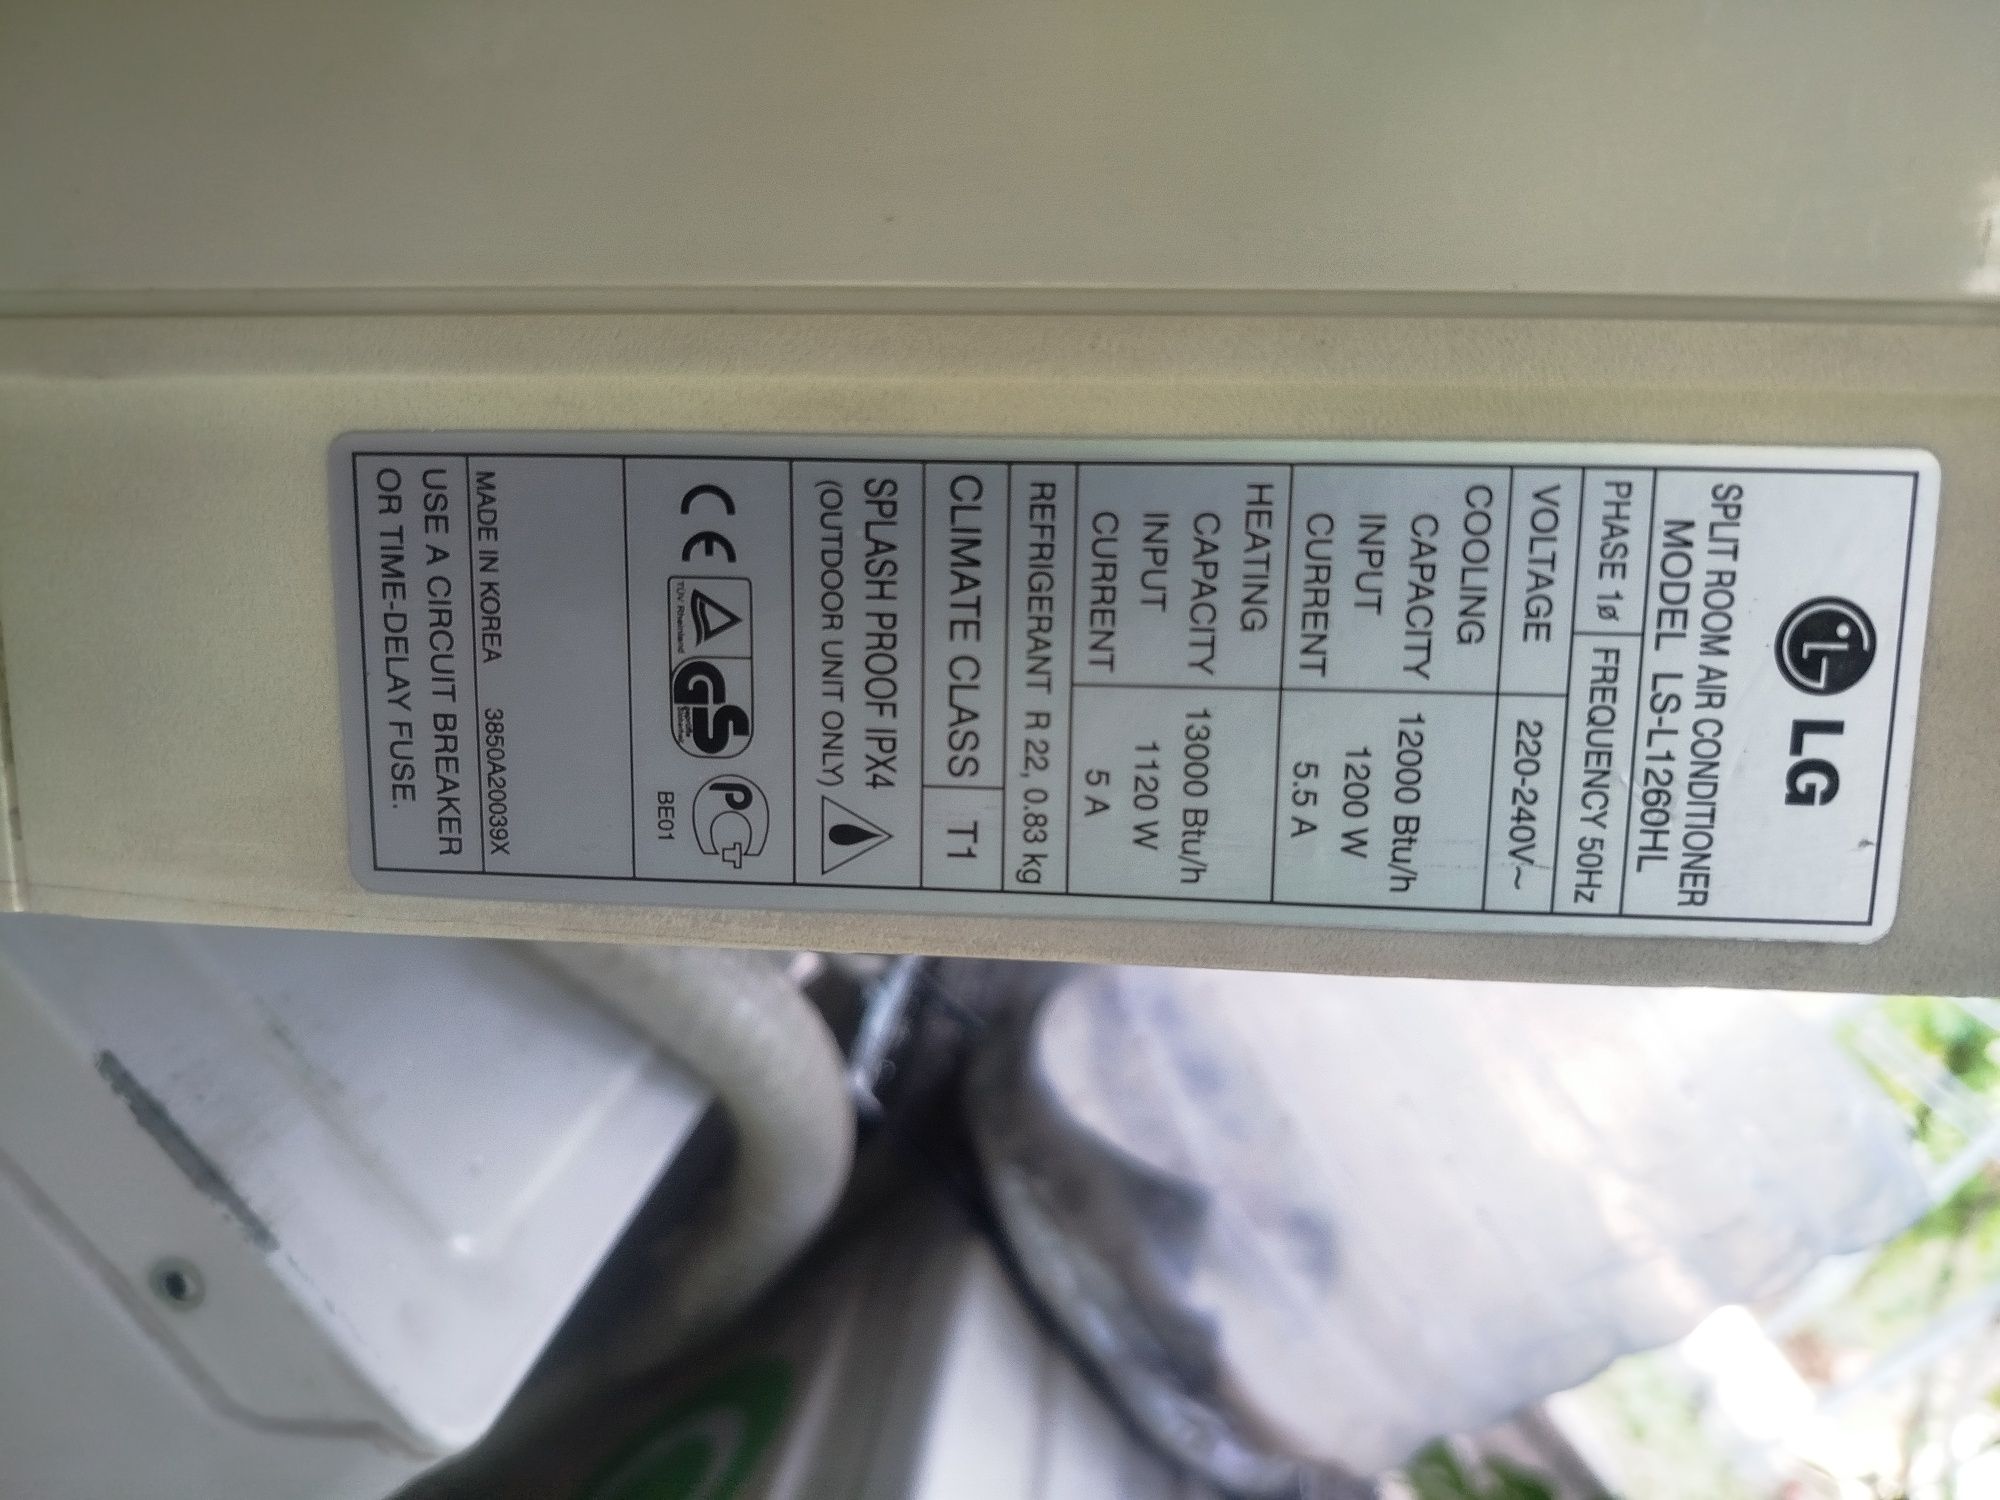 LG
SPLIT ROOM AIR CONDITIONER
MODEL LS-L1260HL
PHASE 1ø FREQUENCY 50Hz
VOLTAGE 220-240V~
COOLING
CAPACITY 12000 Btu/h
INPUT 1200 W
CURRENT 5.5 A
HEATING
CAPACITY 13000 Btu/h
INPUT 1120 W
CURRENT 5 A
REFRIGERANT R 22, 0.83 kg
CLIMATE CLASS T1
SPLASH PROOF IPX4
(OUTDOOR UNIT ONLY)
CE TÜV Rheinland GS PCT
BE01
MADE IN KOREA 3850A20039X
USE A CIRCUIT BREAKER
OR TIME-DELAY FUSE.